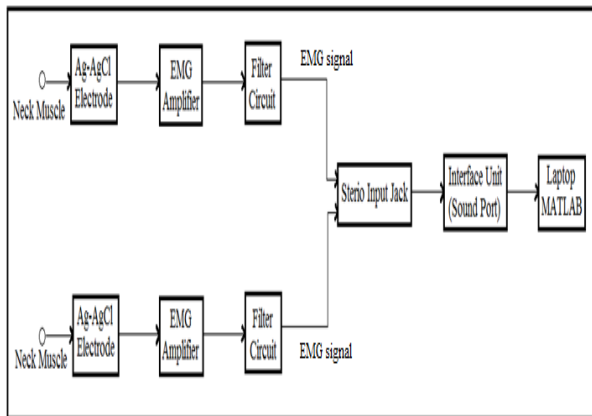 EMG signal
Ag-AgCl
Electrode
EMG
Amplifier
Filter
Circuit
Neck Muscle
Sterio Input Jack
Interface Unit
(Sound Port)
Laptop
MATLAB
Ag-AgCl
Electrode
EMG
Amplifier
Filter
Circuit
Neck Muscle
EMG signal